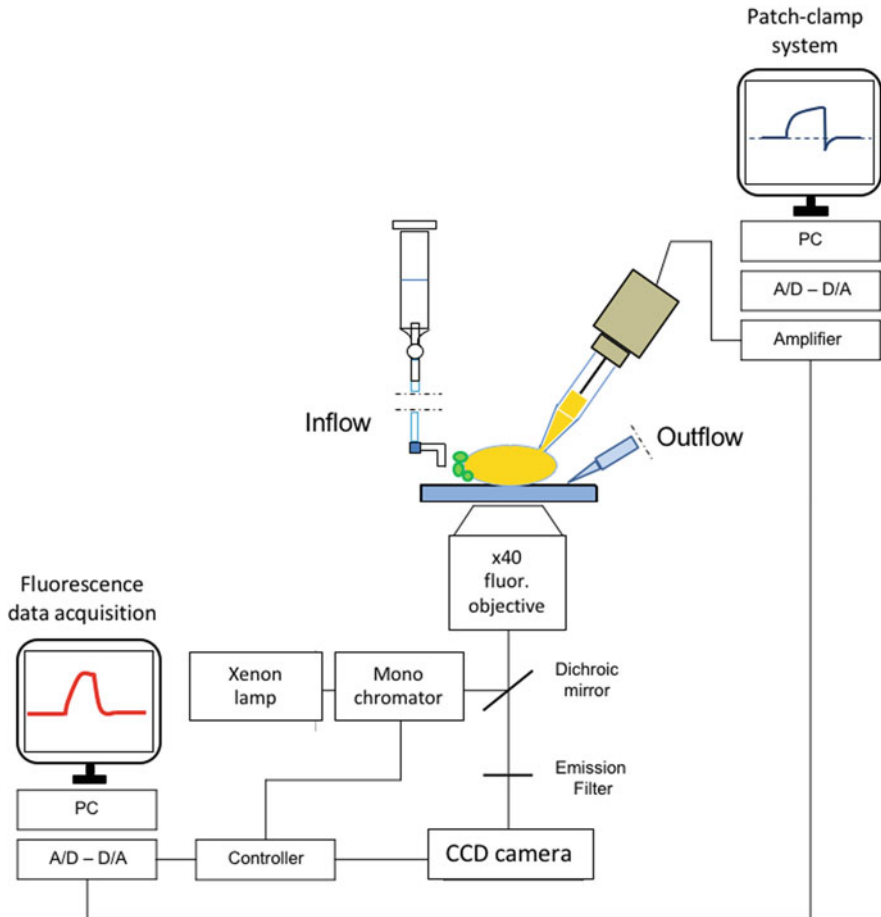 Patch-clamp
system
PC
A/D – D/A
Amplifier
Inflow
Outflow
x40
fluor.
objective
Fluorescence
data acquisition
Xenon
lamp
Mono
chromator
Dichroic
mirror
Emission
Filter
PC
A/D – D/A
Controller
CCD camera